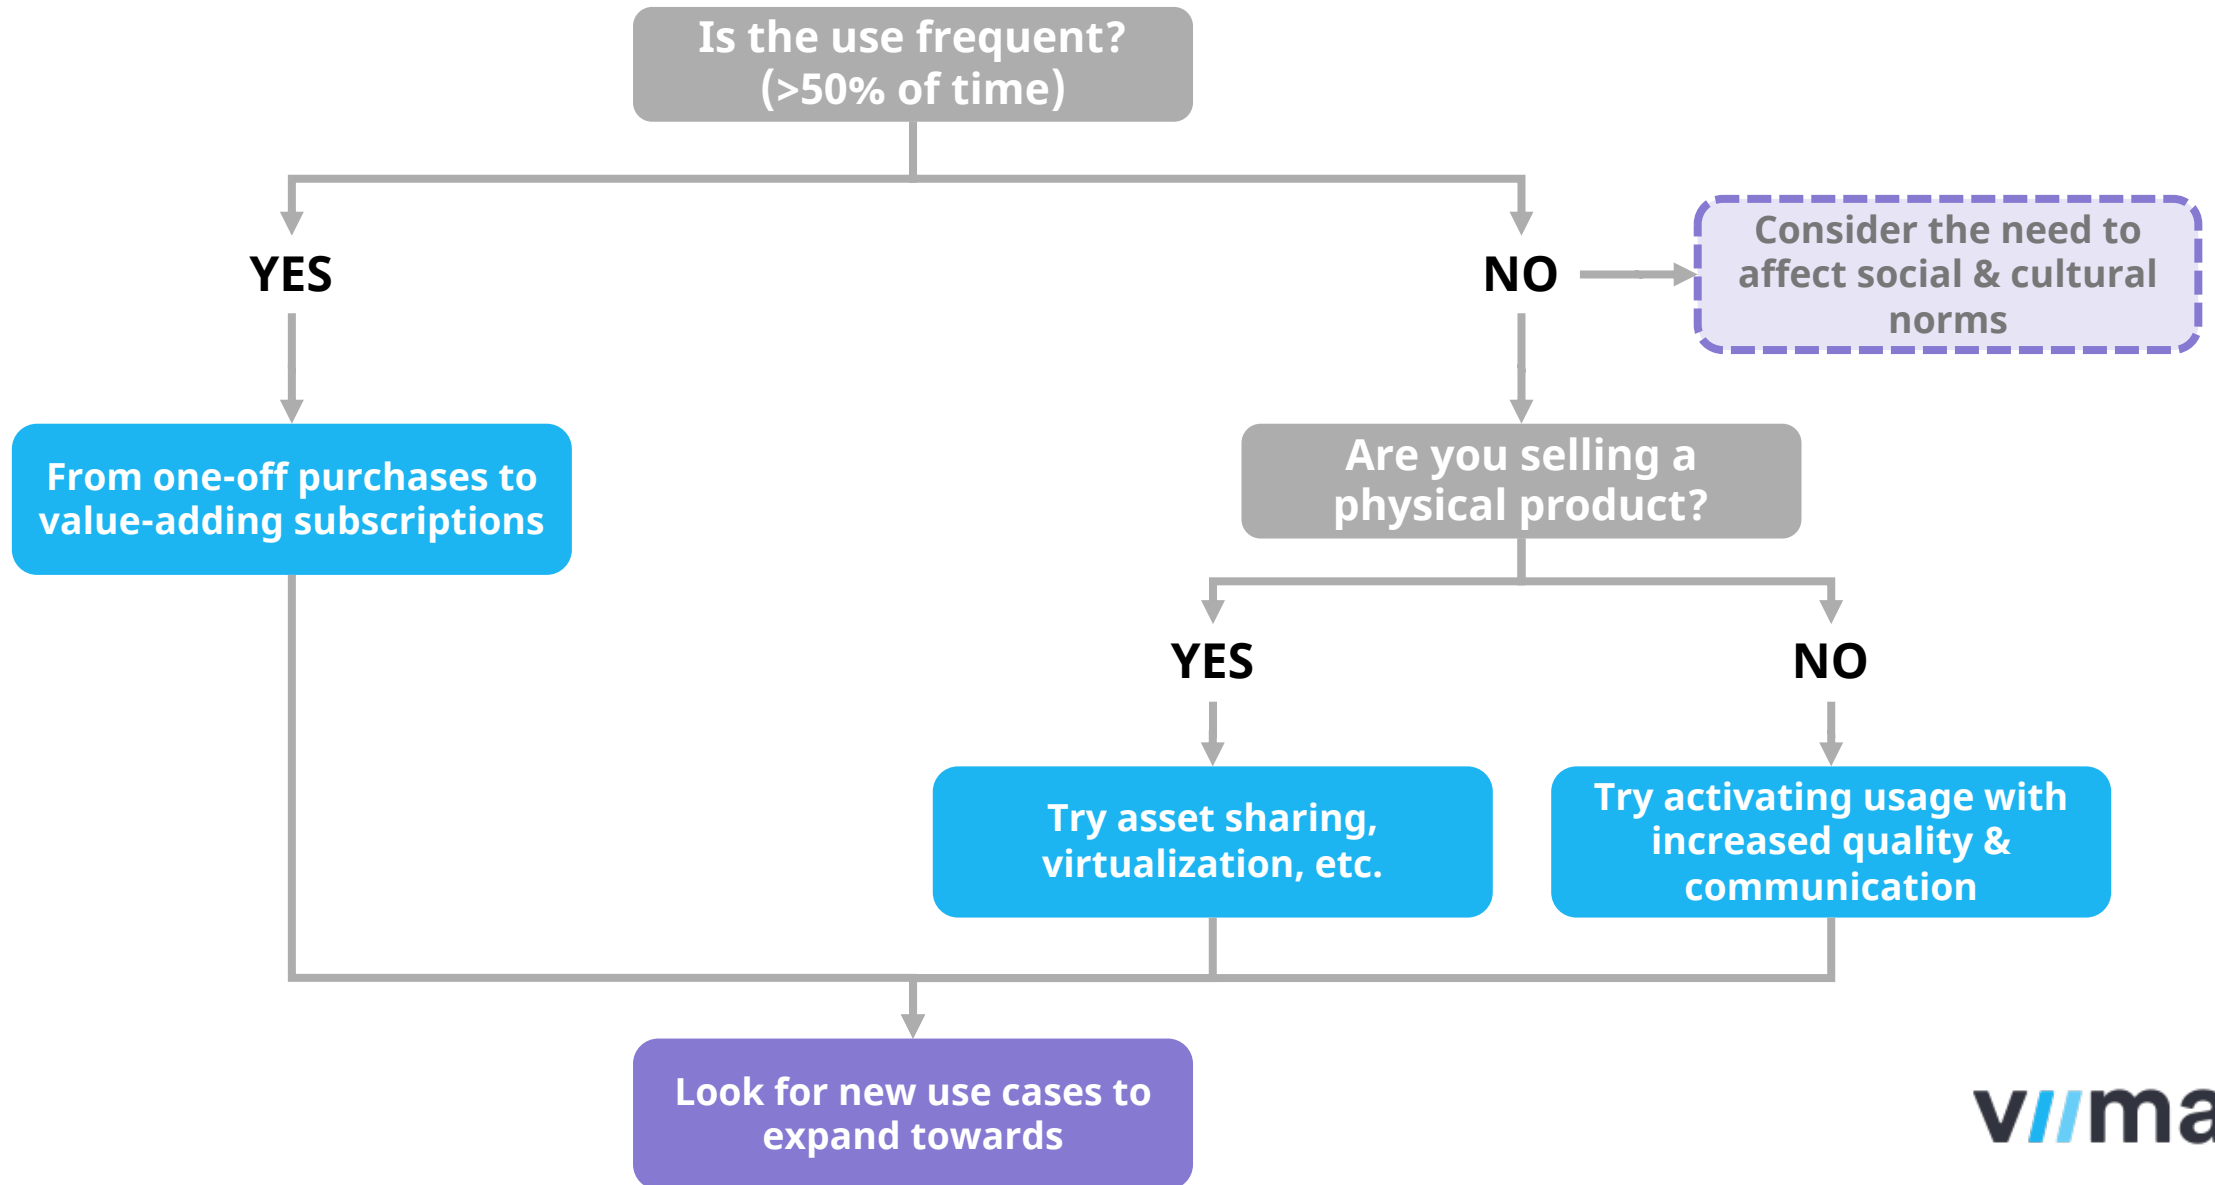 Is the use frequent?
(>50% of time)
YES
NO
Consider the need to
affect social & cultural
norms
From one-off purchases to
value-adding subscriptions
Are you selling a
physical product?
YES
NO
Try asset sharing,
virtualization, etc.
Try activating usage with
increased quality &
communication
Look for new use cases to
expand towards
viima